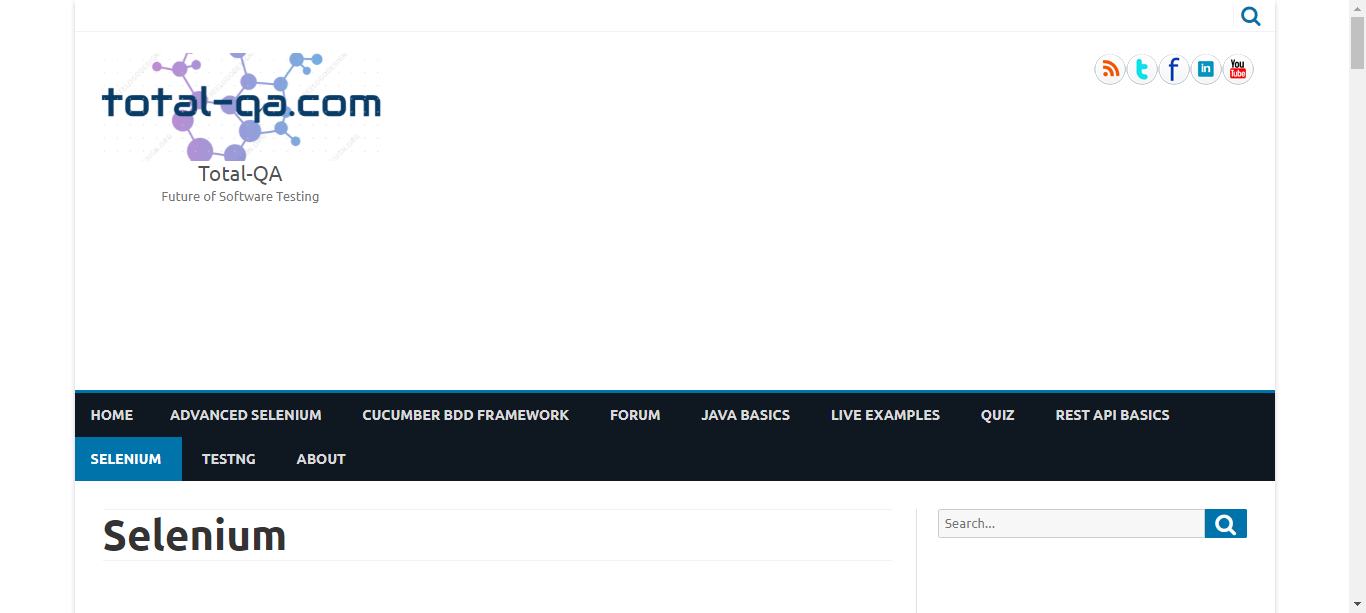 total-qa.com
Total-QA
Future of Software Testing
in
You
Tube
HOME ADVANCED SELENIUM CUCUMBER BDD FRAMEWORK FORUM JAVA BASICS LIVE EXAMPLES QUIZ REST API BASICS
SELENIUM TESTNG ABOUT
Selenium
Search...